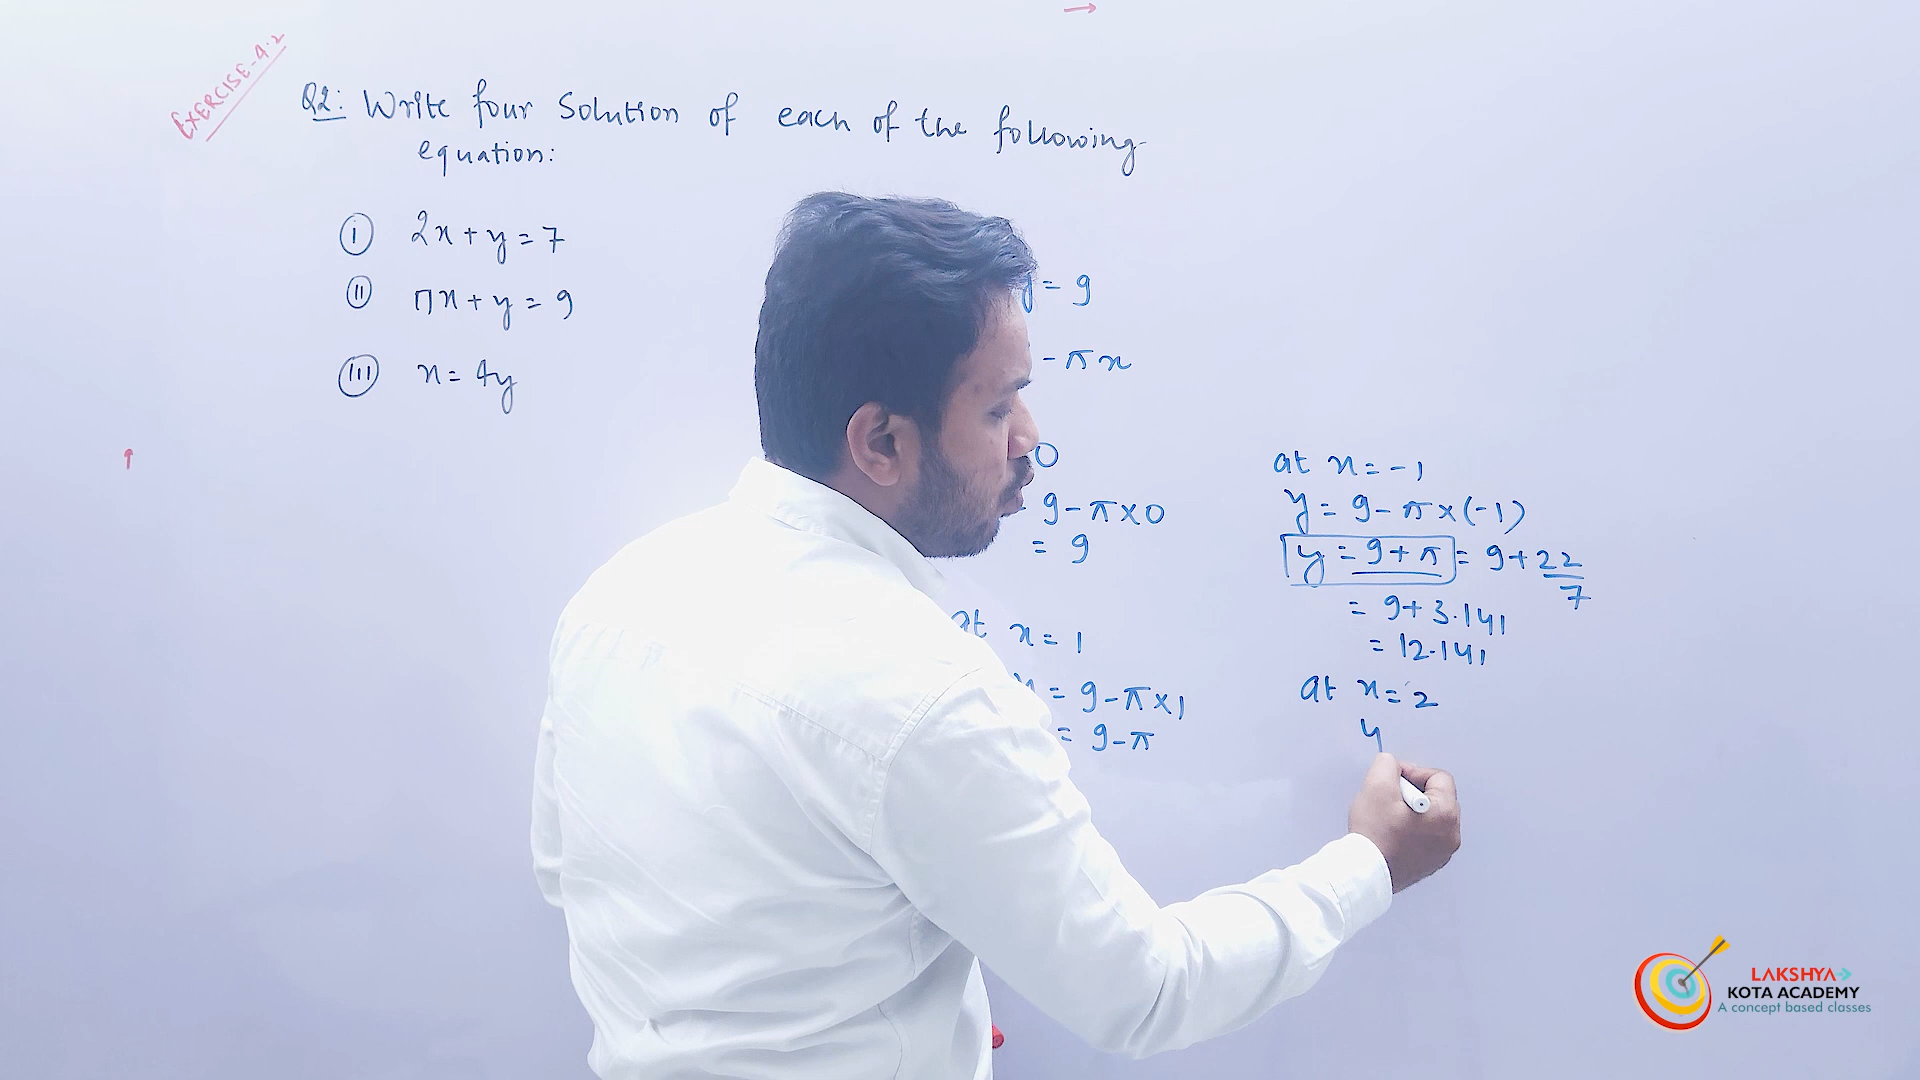 EXERCISE-4.2
Q2: Write four Solution of each of the following
equation:
(i) 2x + y = 7
(ii) πx + y = 9
(iii) x = 4y
y = 9
- πx
0
9 - π×0
= 9
at x = 1
= 9 - π×1
= 9 - π
at x = -1
y = 9 - π×(-1)
y = 9 + π = 9 + 22/7
= 9 + 3.141
= 12.141
at x = 2
y
LAKSHYA
KOTA ACADEMY
A concept based classes